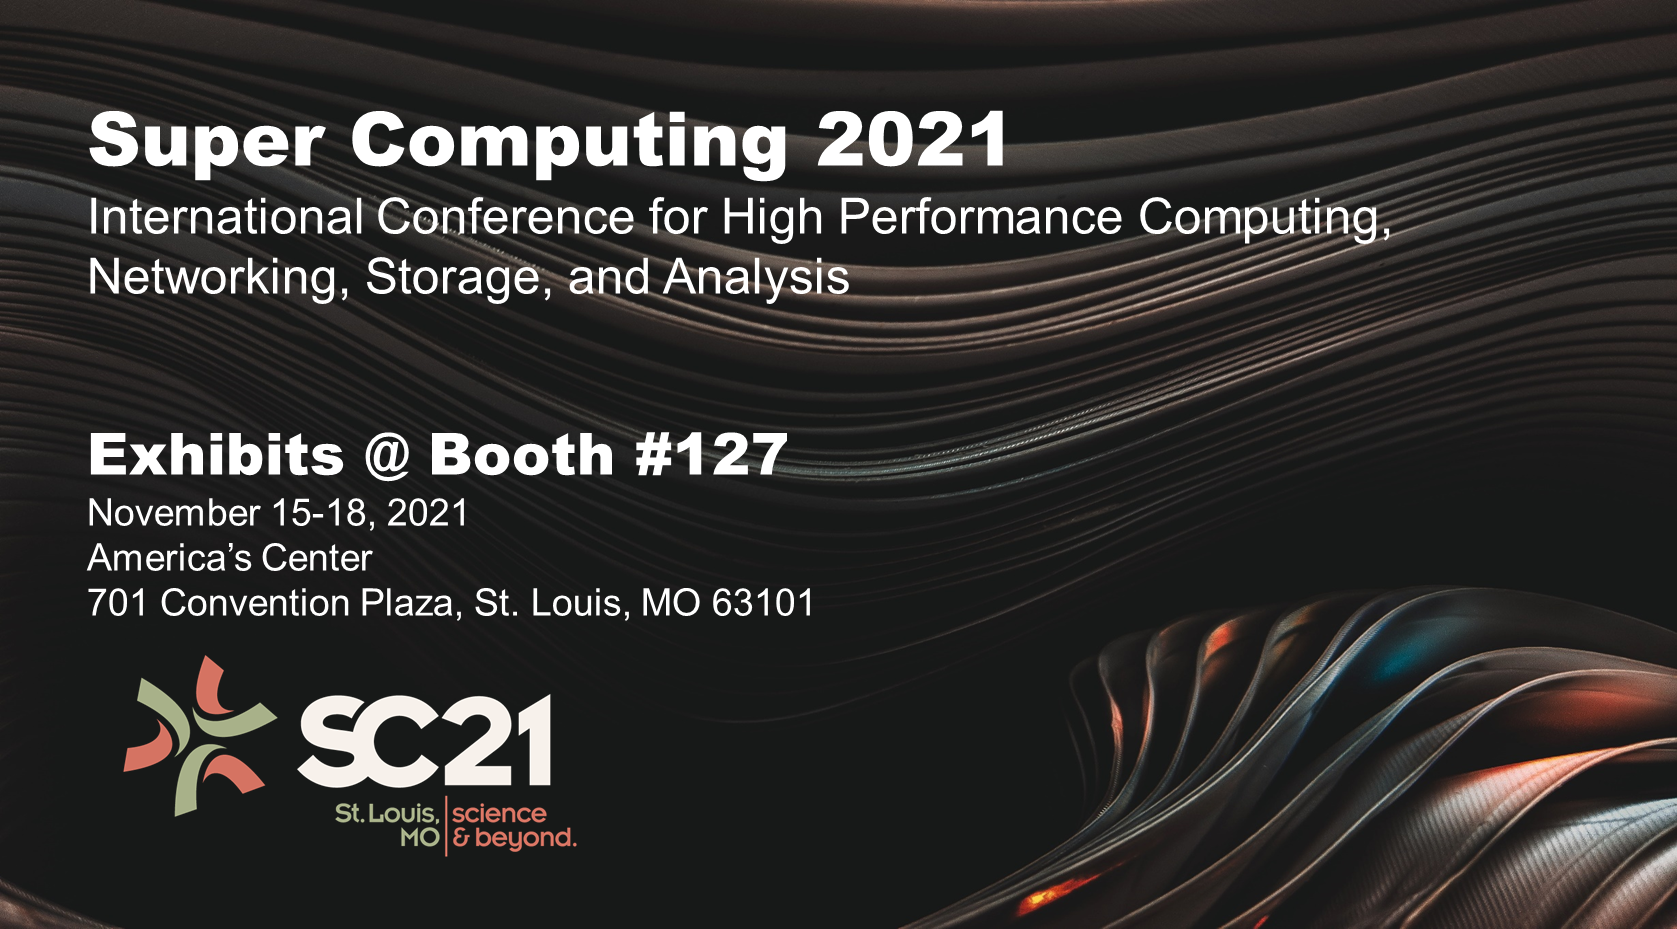 Super Computing 2021
International Conference for High Performance Computing,
Networking, Storage, and Analysis
Exhibits @ Booth #127
November 15-18, 2021
America’s Center
701 Convention Plaza, St. Louis, MO 63101
SC21
St. Louis, science
MO & beyond.